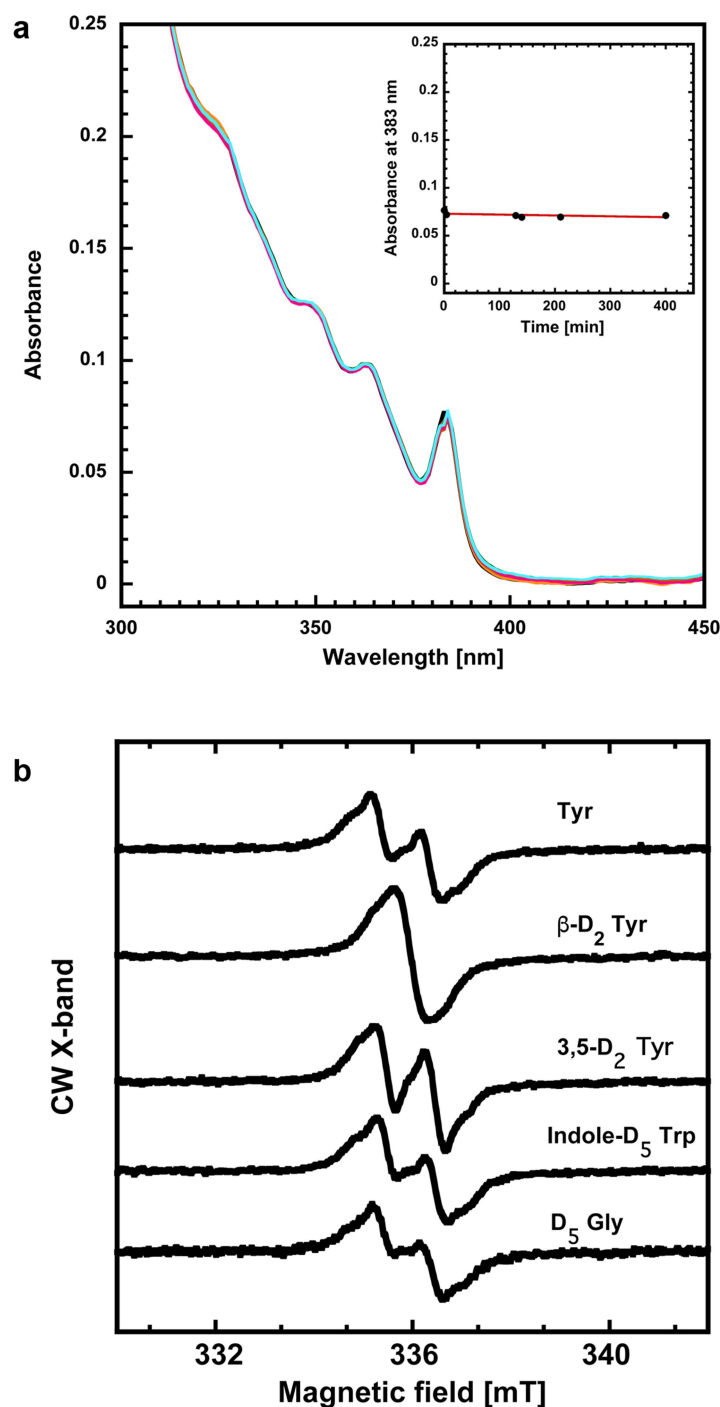 a
0.25
0.2
0.15
0.1
0.05
0
Absorbance
300
350
400
450
Wavelength [nm]
0.25
0.2
0.15
0.1
0.05
0
Absorbance at 383 nm
0
100
200
300
400
Time [min]
b
CW X-band
Tyr
β-D2 Tyr
3,5-D2 Tyr
Indole-D5 Trp
D5 Gly
332
336
340
Magnetic field [mT]